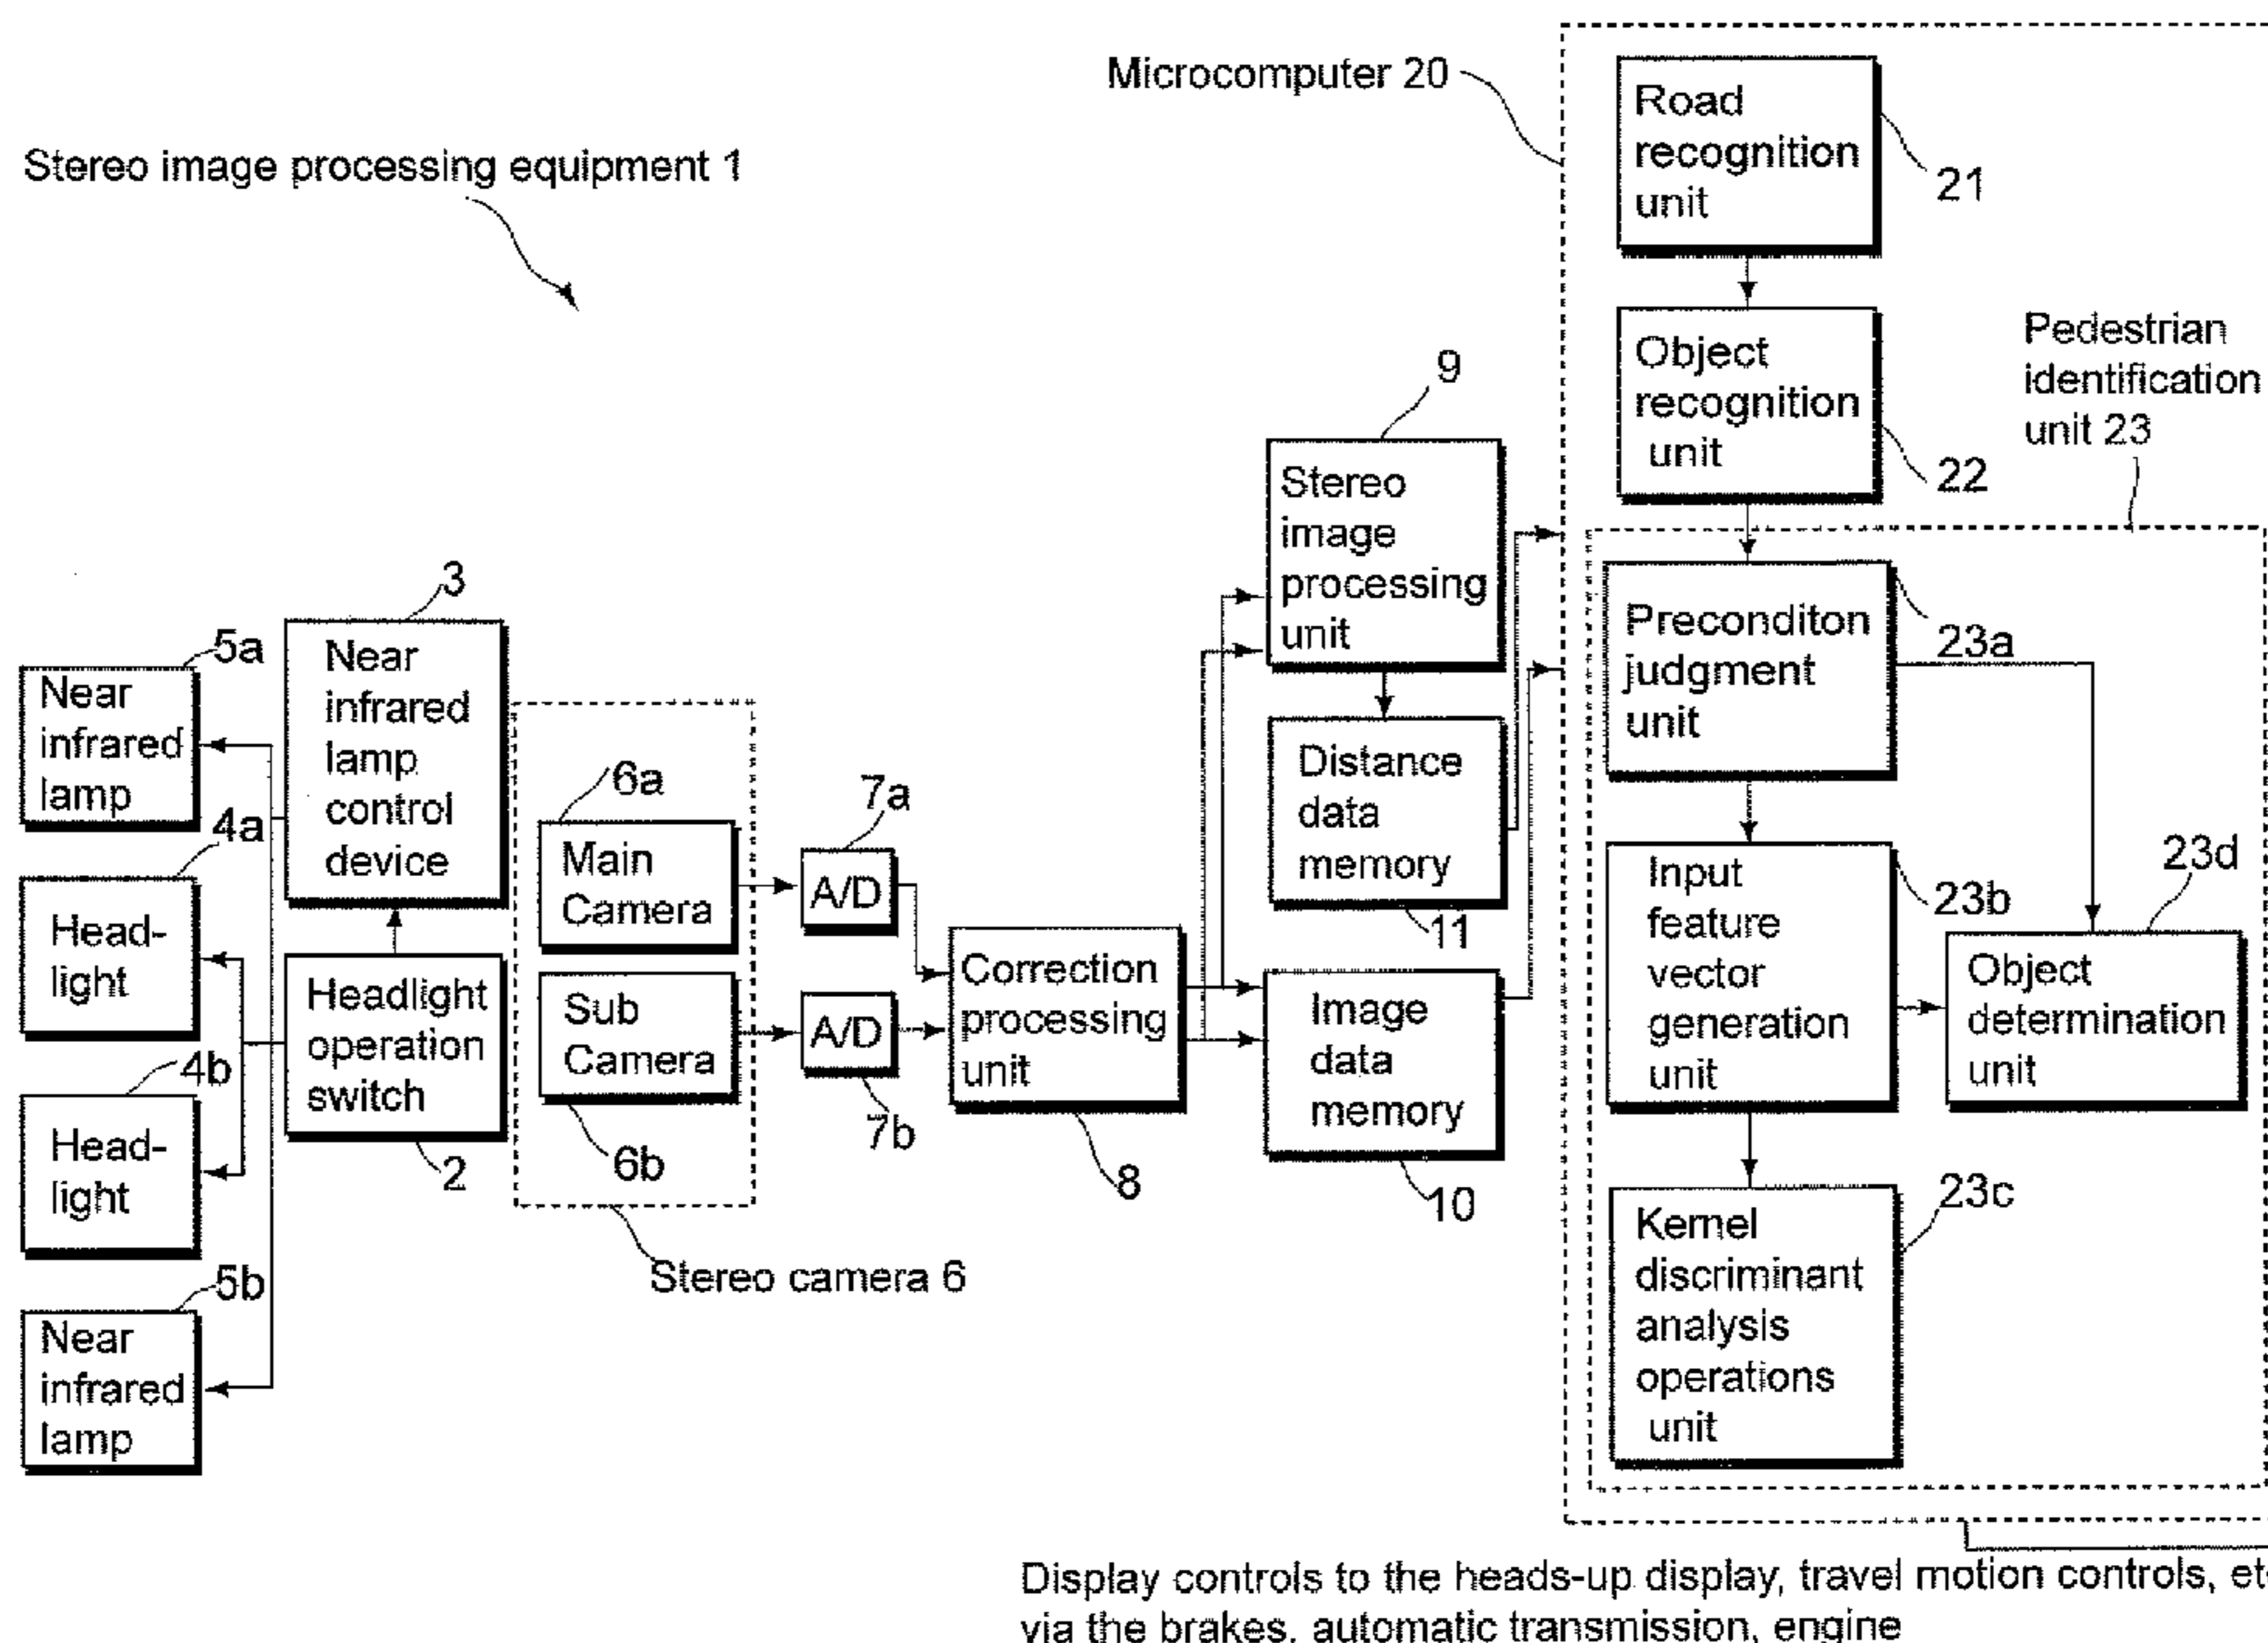 Microcomputer 20
Stereo image processing equipment 1
Road
recognition
unit
21
Object
recognition
unit
22
Pedestrian
identification
unit 23
9
Stereo
image
processing
unit
3
Near
infrared
lamp
control
device
5a
Near
infrared
lamp
4a
Head-
light
4b
Head-
light
5b
Near
infrared
lamp
Headlight
operation
switch
2
6a
Main
Camera
Sub
Camera
6b
Stereo camera 6
7a
A/D
A/D
7b
Correction
processing
unit
8
Distance
data
memory
11
Image
data
memory
10
Preconditon
judgment
unit
23a
Input
feature
vector
generation
unit
23b
23d
Object
determination
unit
Kernel
discriminant
analysis
operations
unit
23c
Display controls to the heads-up display, travel motion controls, etc
via the brakes, automatic transmission, engine